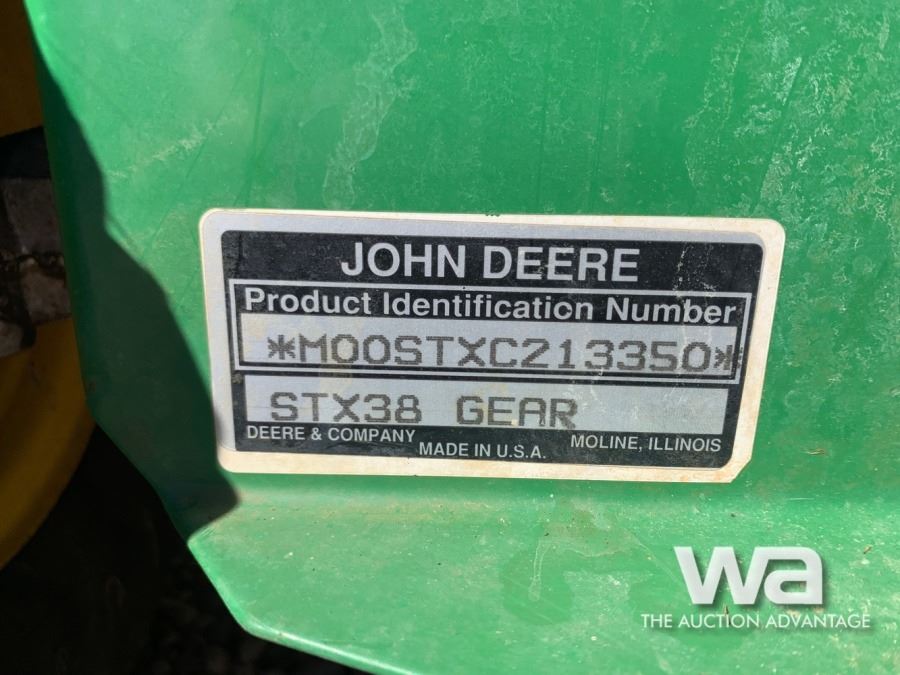 JOHN DEERE
Product Identification Number
*M00STXC213350*
STX38 GEAR
DEERE & COMPANY MADE IN U.S.A. MOLINE, ILLINOIS
wa
THE AUCTION ADVANTAGE